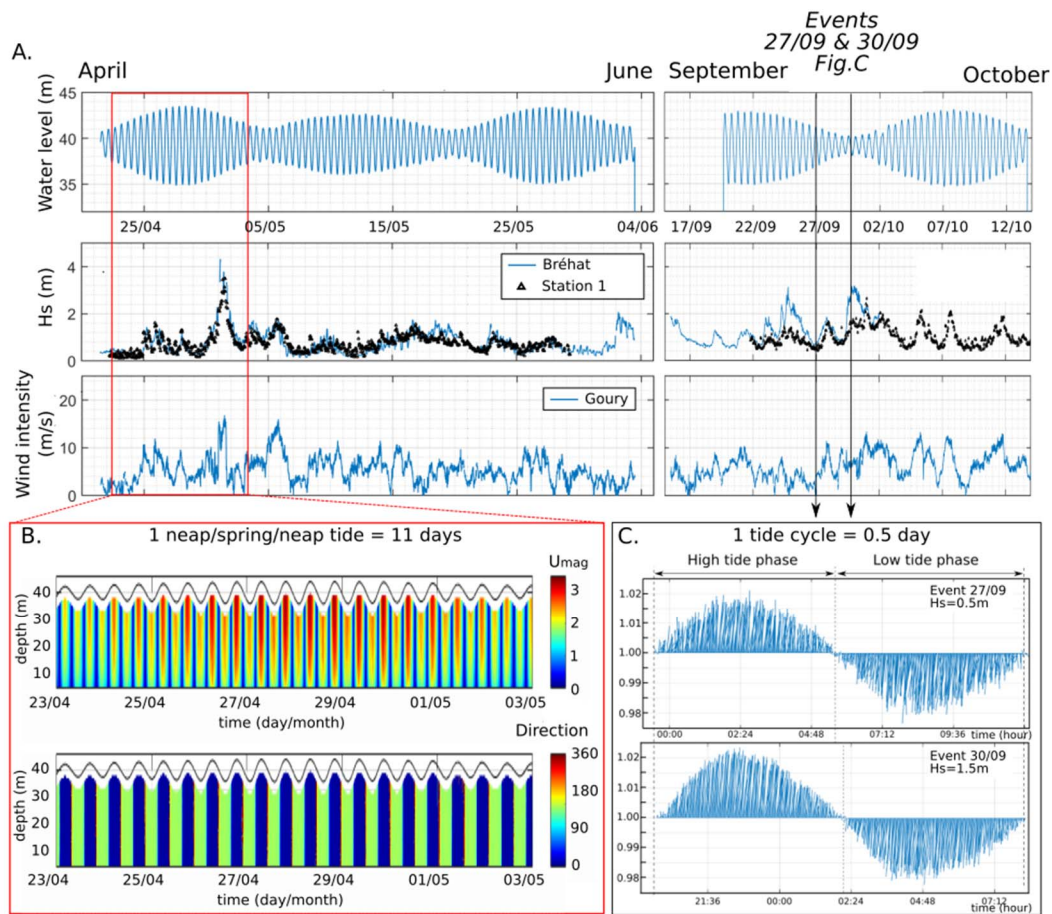 Events
27/09 & 30/09
Fig.C
A.
April
June
September
October
Water level (m)
45
40
35
25/04
05/05
15/05
25/05
04/06
17/09
22/09
27/09
02/10
07/10
12/10
Hs (m)
4
2
0
Bréhat
Station 1
Wind intensity
(m/s)
20
10
0
Goury
B.
1 neap/spring/neap tide = 11 days
depth (m)
40
30
20
10
23/04
25/04
27/04
29/04
01/05
03/05
time (day/month)
Umag
3
2
1
0
depth (m)
40
30
20
10
23/04
25/04
27/04
29/04
01/05
03/05
time (day/month)
Direction
360
180
90
0
C.
1 tide cycle = 0.5 day
High tide phase
Low tide phase
Event 27/09
Hs=0.5m
1.02
1.01
1.00
0.99
0.98
00:00
02:24
04:48
07:12
09:36
time (hour)
Event 30/09
Hs=1.5m
1.02
1.00
0.98
21:36
00:00
02:24
04:48
07:12
time (hour)